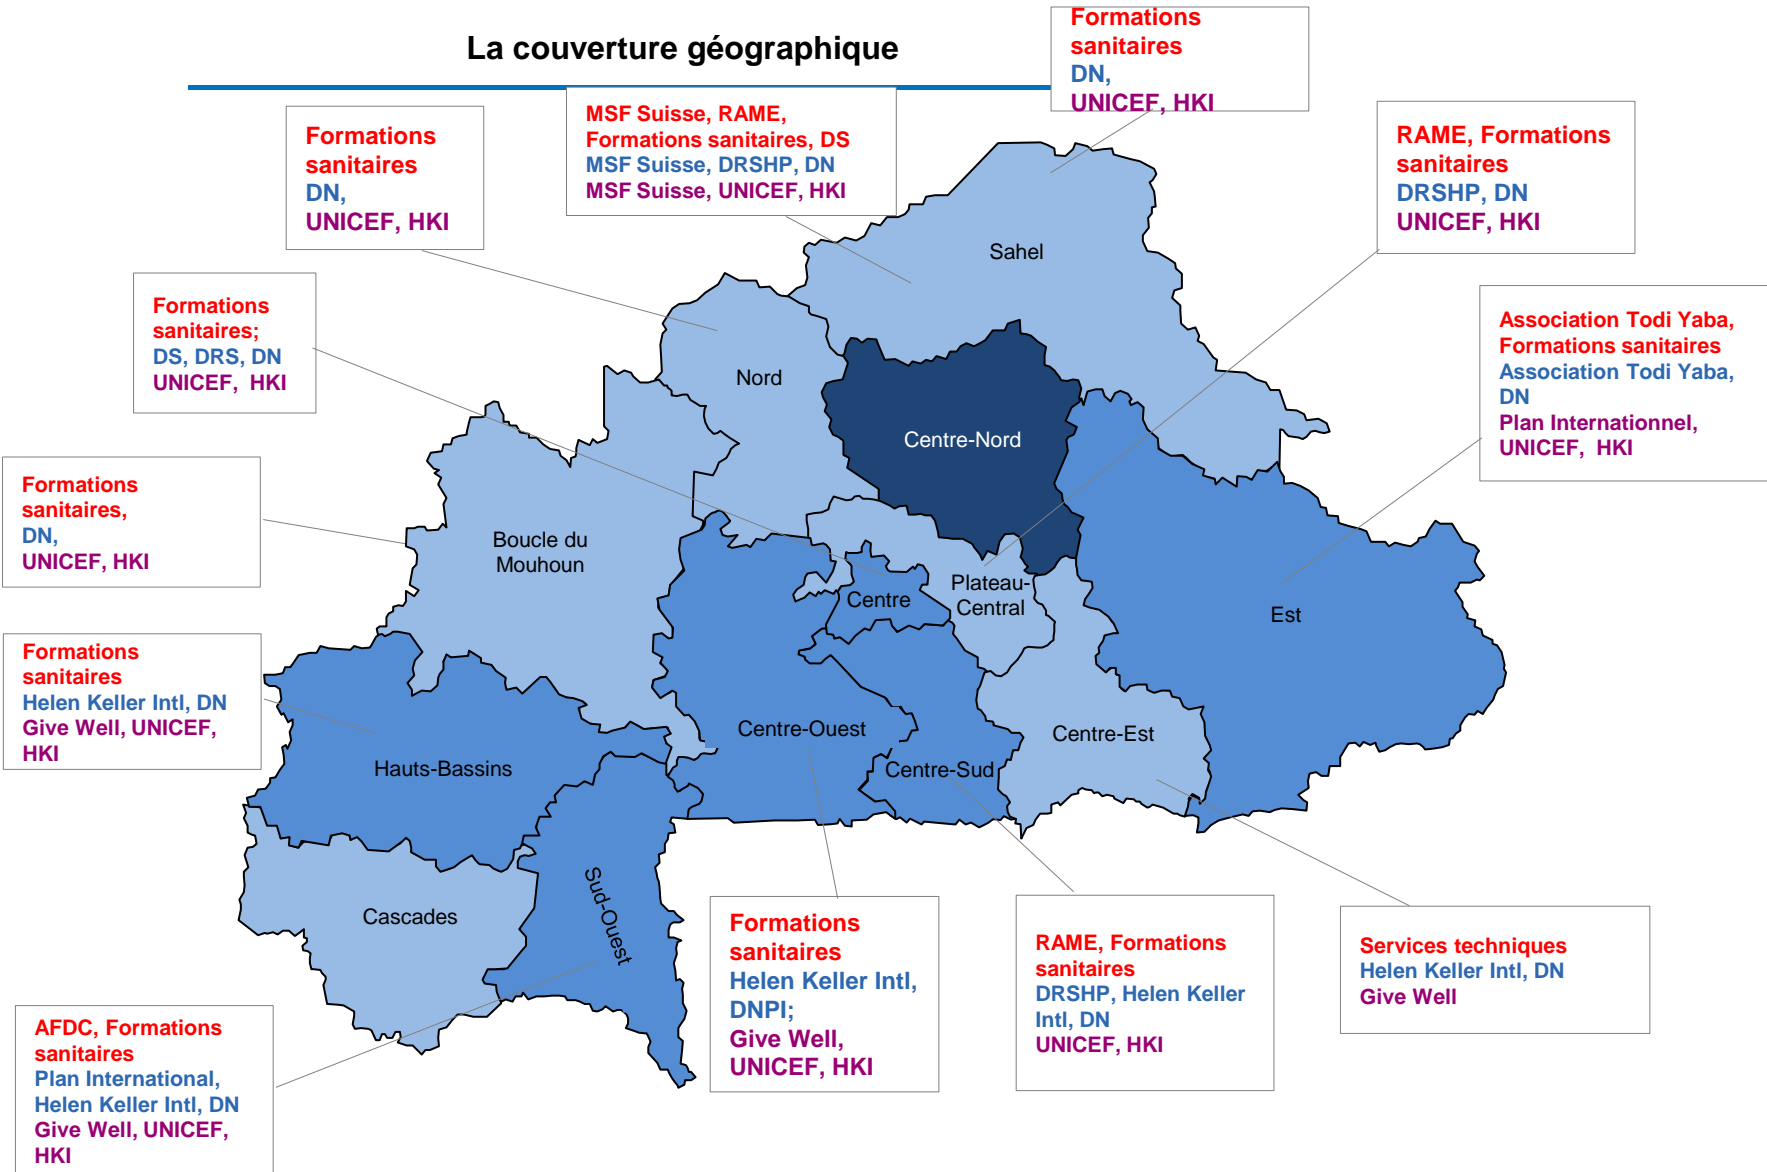 La couverture géographique
Formations
sanitaires
DN,
UNICEF, HKI
MSF Suisse, RAME,
Formations sanitaires, DS
MSF Suisse, DRSHP, DN
MSF Suisse, UNICEF, HKI
Formations
sanitaires
DN,
UNICEF, HKI
RAME, Formations
sanitaires
DRSHP, DN
UNICEF, HKI
Formations
sanitaires;
DS, DRS, DN
UNICEF, HKI
Association Todi Yaba,
Formations sanitaires
Association Todi Yaba,
DN
Plan Internationnel,
UNICEF, HKI
Formations
sanitaires,
DN,
UNICEF, HKI
Formations
sanitaires
Helen Keller Intl, DN
Give Well, UNICEF,
HKI
AFDC, Formations
sanitaires
Plan International,
Helen Keller Intl, DN
Give Well, UNICEF,
HKI
Formations
sanitaires
Helen Keller Intl,
DNPI;
Give Well,
UNICEF, HKI
RAME, Formations
sanitaires
DRSHP, Helen Keller
Intl, DN
UNICEF, HKI
Services techniques
Helen Keller Intl, DN
Give Well
Sahel
Nord
Centre-Nord
Boucle du
Mouhoun
Plateau-
Central
Centre
Est
Centre-Ouest
Centre-Est
Centre-Sud
Hauts-Bassins
Cascades
Sud-Ouest